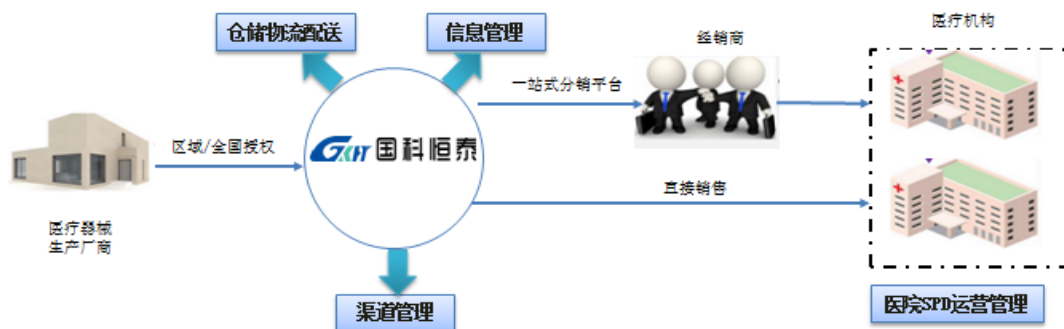 仓储物流配送
信息管理
医疗机构
经销商
一站式分销平台
区域/全国授权
GKHT 国科恒泰
直接销售
医疗器械
生产厂商
渠道管理
医院SPD运营管理